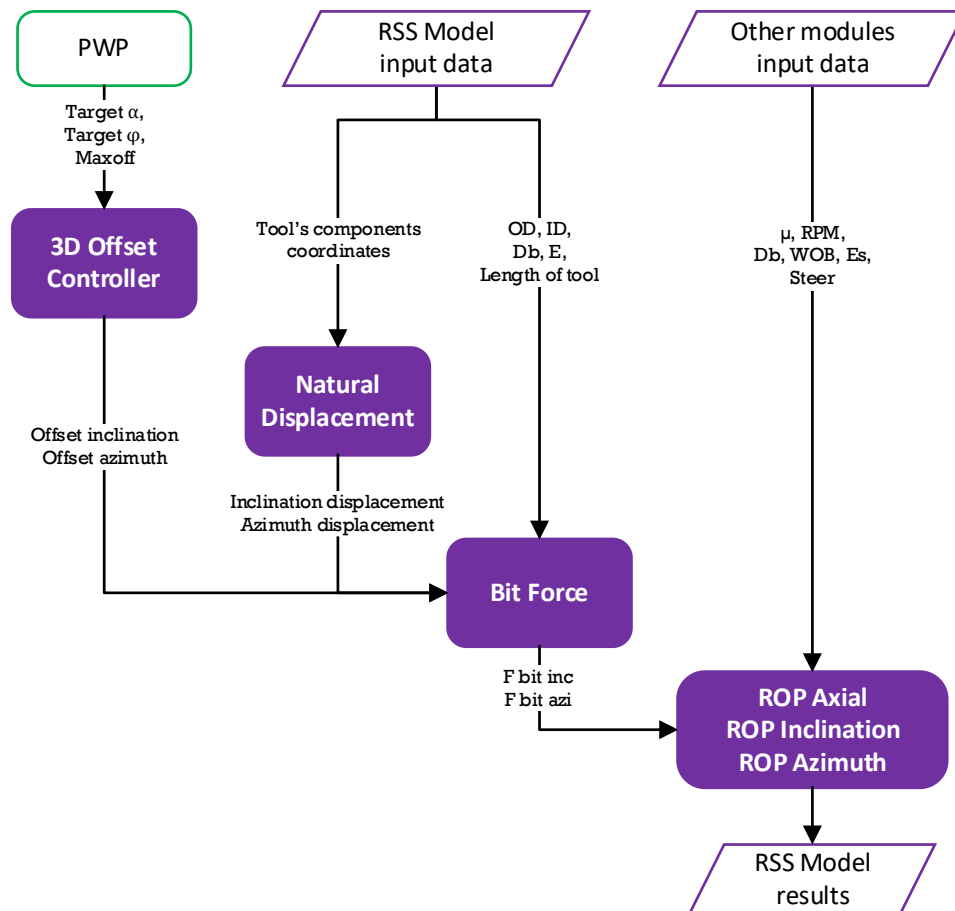 PWP
RSS Model
input data
Other modules
input data
Target α,
Target φ,
Maxoff
3D Offset
Controller
Tool's components
coordinates
OD, ID,
Db, E,
Length of tool
µ, RPM,
Db, WOB, Es,
Steer
Natural
Displacement
Offset inclination
Offset azimuth
Inclination displacement
Azimuth displacement
Bit Force
F bit inc
F bit azi
ROP Axial
ROP Inclination
ROP Azimuth
RSS Model
results